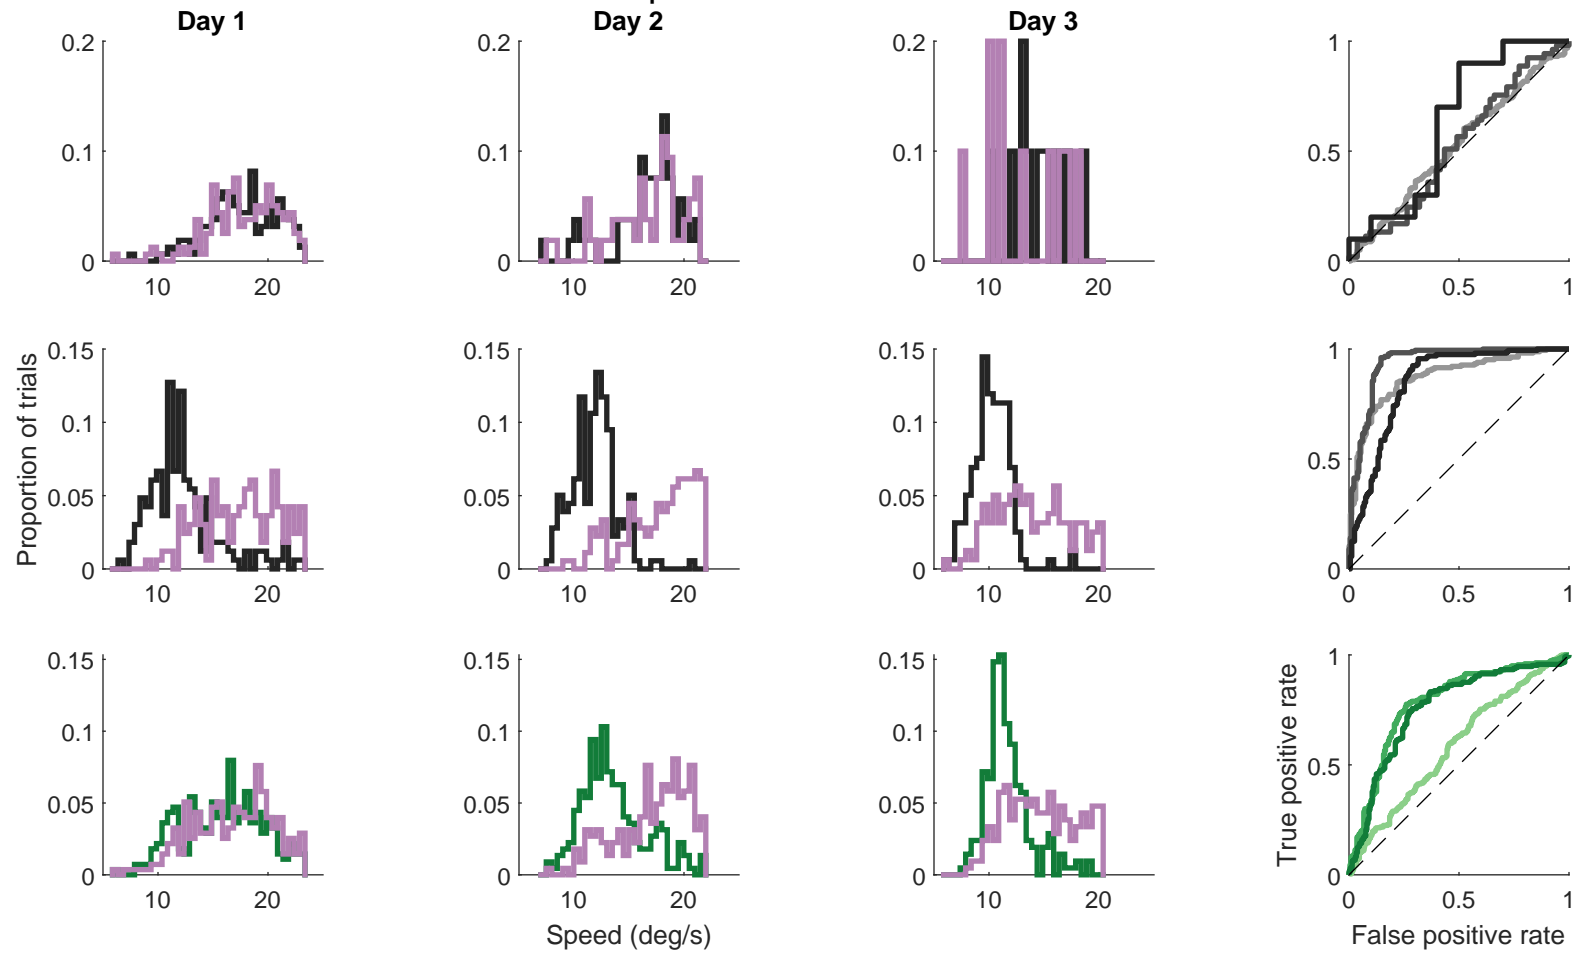 Day 1 Day 2 Day 3
0.2 0.2 0.2 1
0.1 0.1 0.1 0.5
0 0 0 0
10 20 10 20 10 20 0 0.5 1
Proportion of trials
0.15 0.15 0.15 1
0.1 0.1 0.1
0.05 0.05 0.05 0.5
0 0 0 0
10 20 10 20 10 20 0 0.5 1
True positive rate
0.15 0.15 0.15 1
0.1 0.1 0.1
0.05 0.05 0.05 0.5
0 0 0 0
10 20 10 20 10 20 0 0.5 1
Speed (deg/s) False positive rate